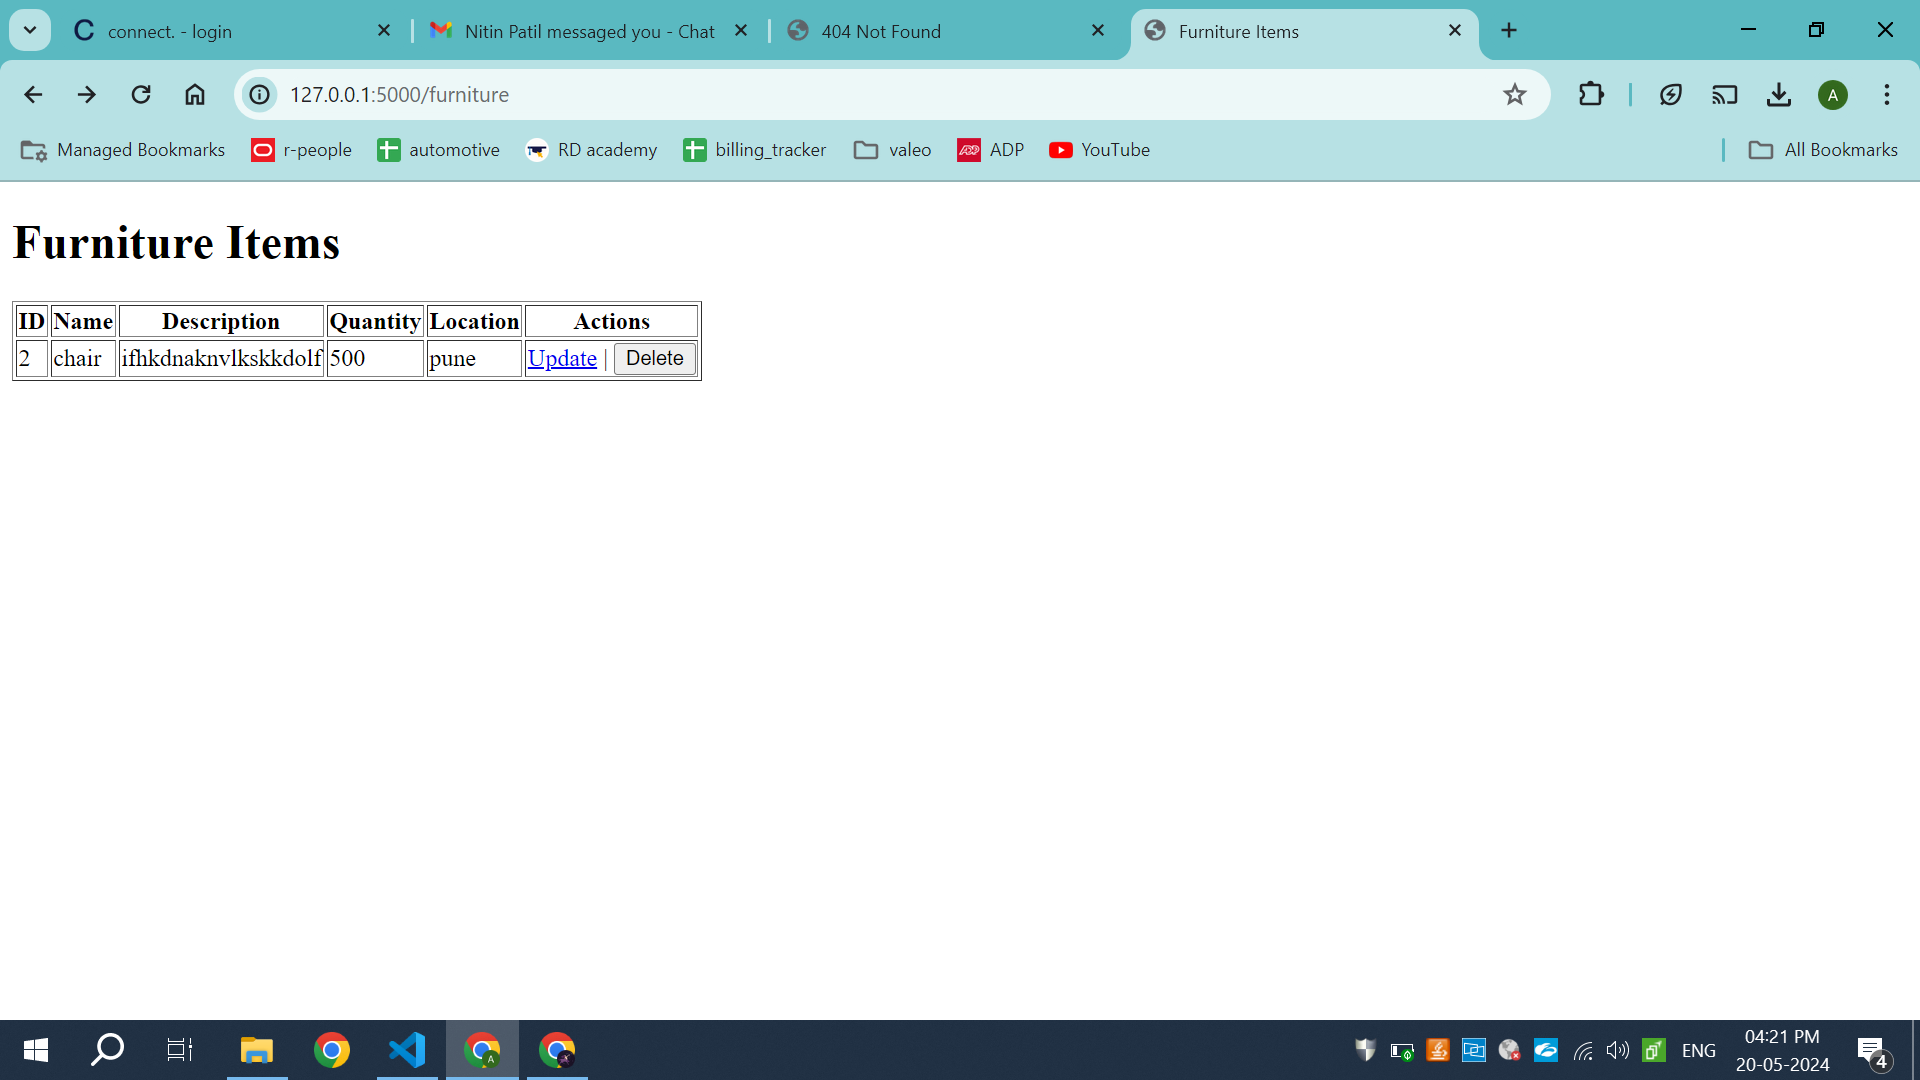 connect. - login
Nitin Patil messaged you - Chat
404 Not Found
Furniture Items
127.0.0.1:5000/furniture
A
Managed Bookmarks
r-people
automotive
RD academy
billing_tracker
valeo
ADP
ADP
YouTube
All Bookmarks
Furniture Items
ID Name Description Quantity Location Actions
2 chair ifhkdnaknvlkskkdolf 500 pune Update | Delete
A
ENG
04:21 PM
20-05-2024
4